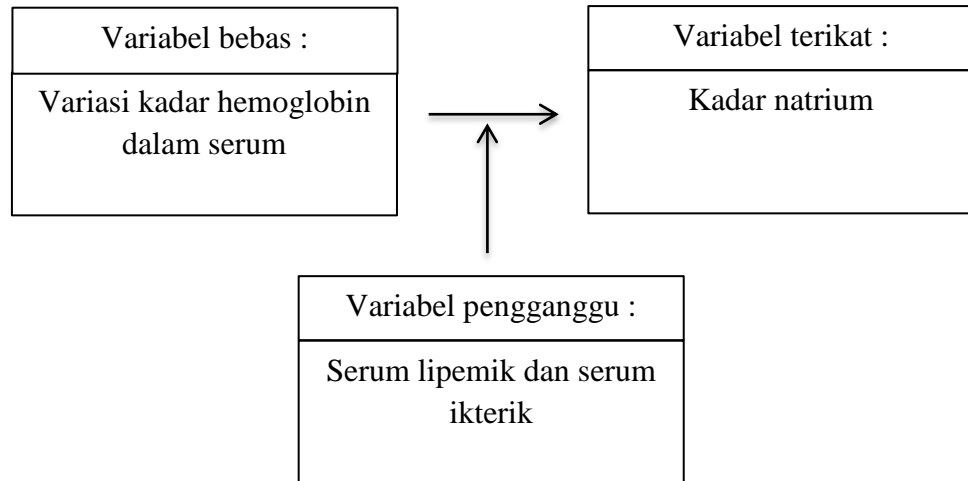 Variabel bebas :
Variasi kadar hemoglobin
dalam serum
Variabel terikat :
Kadar natrium
Variabel pengganggu :
Serum lipemik dan serum
ikterik